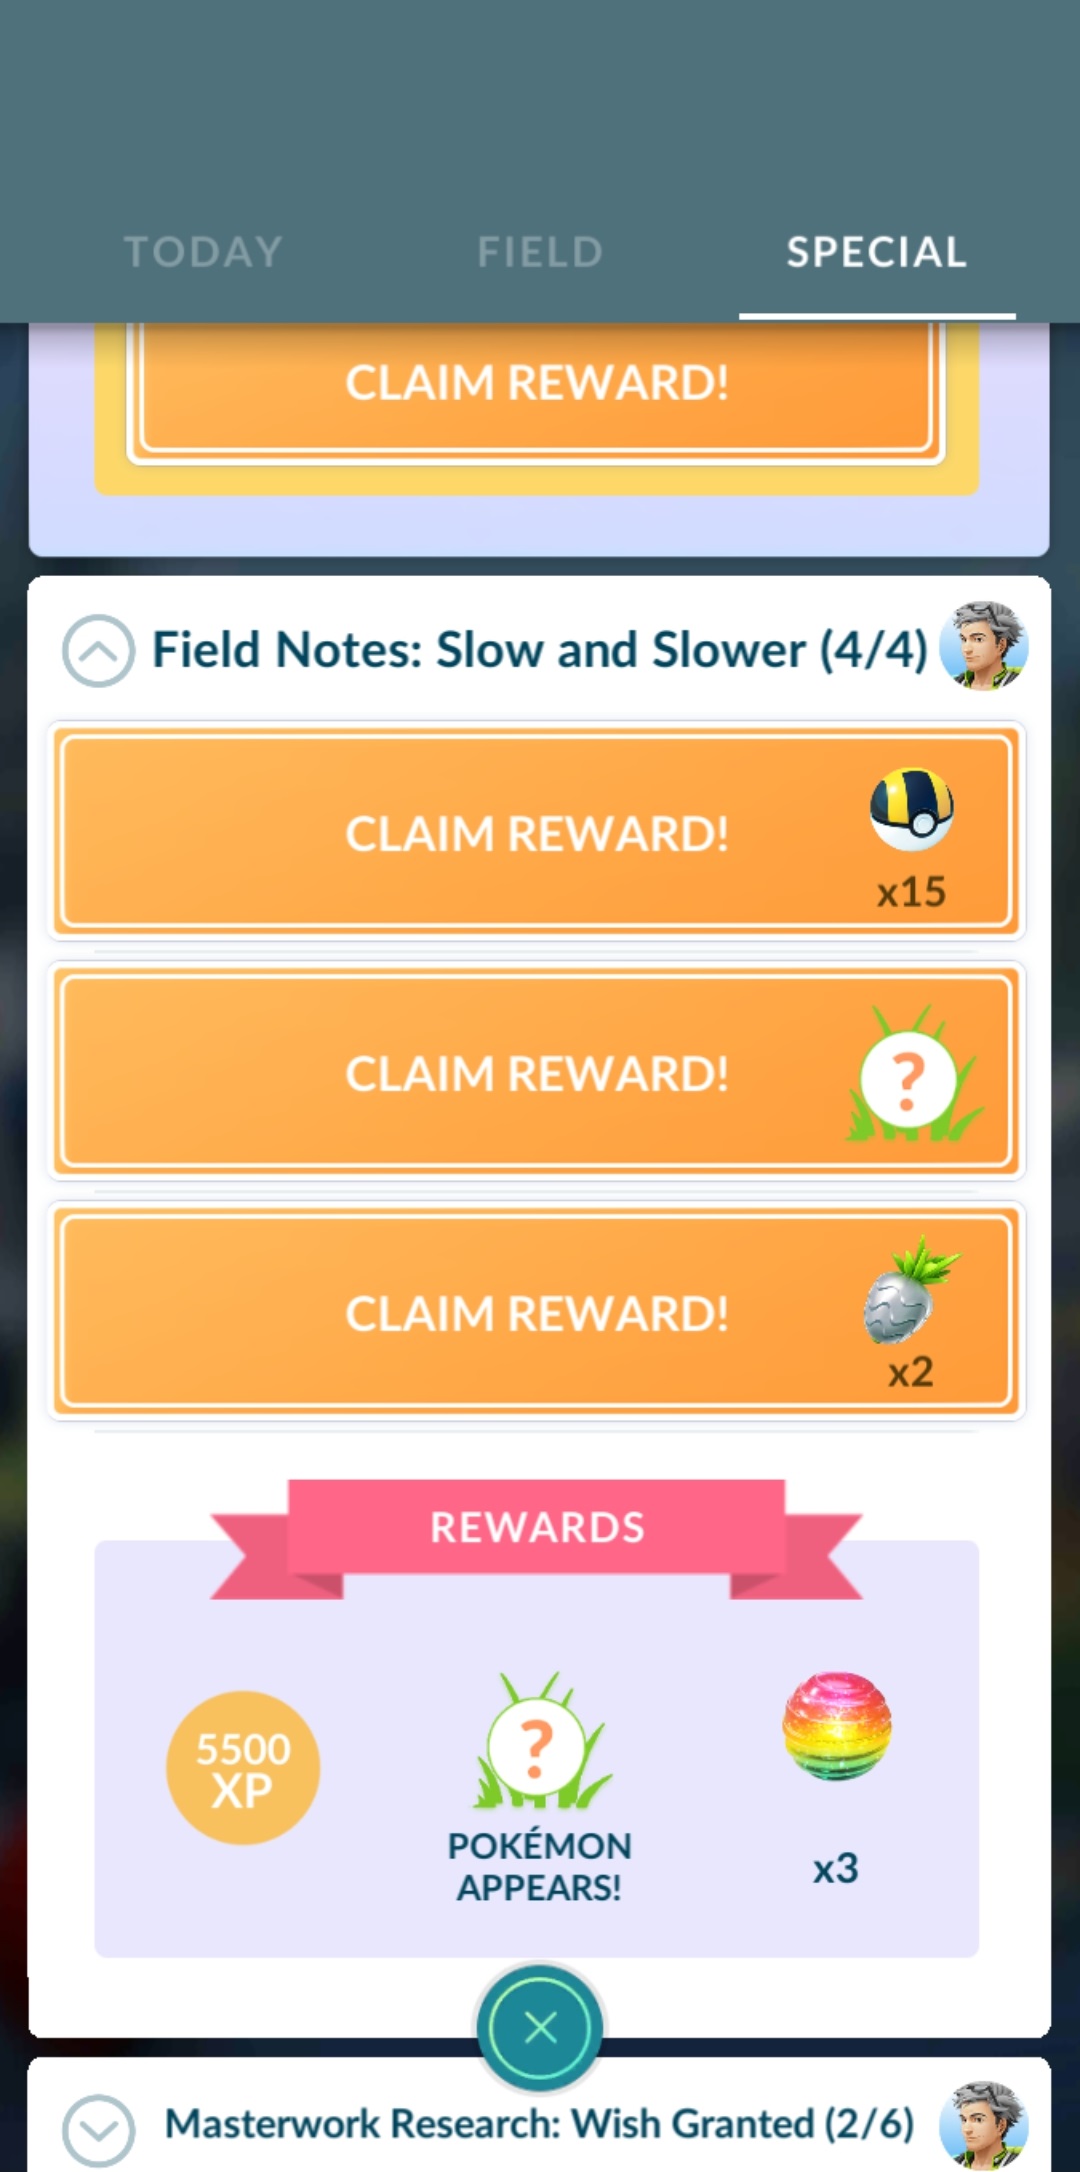 TODAY FIELD SPECIAL
CLAIM REWARD!
Field Notes: Slow and Slower (4/4)
CLAIM REWARD!
x15
CLAIM REWARD!
?
CLAIM REWARD!
x2
REWARDS
5500
XP
?
POKÉMON
APPEARS!
x3
Masterwork Research: Wish Granted (2/6)